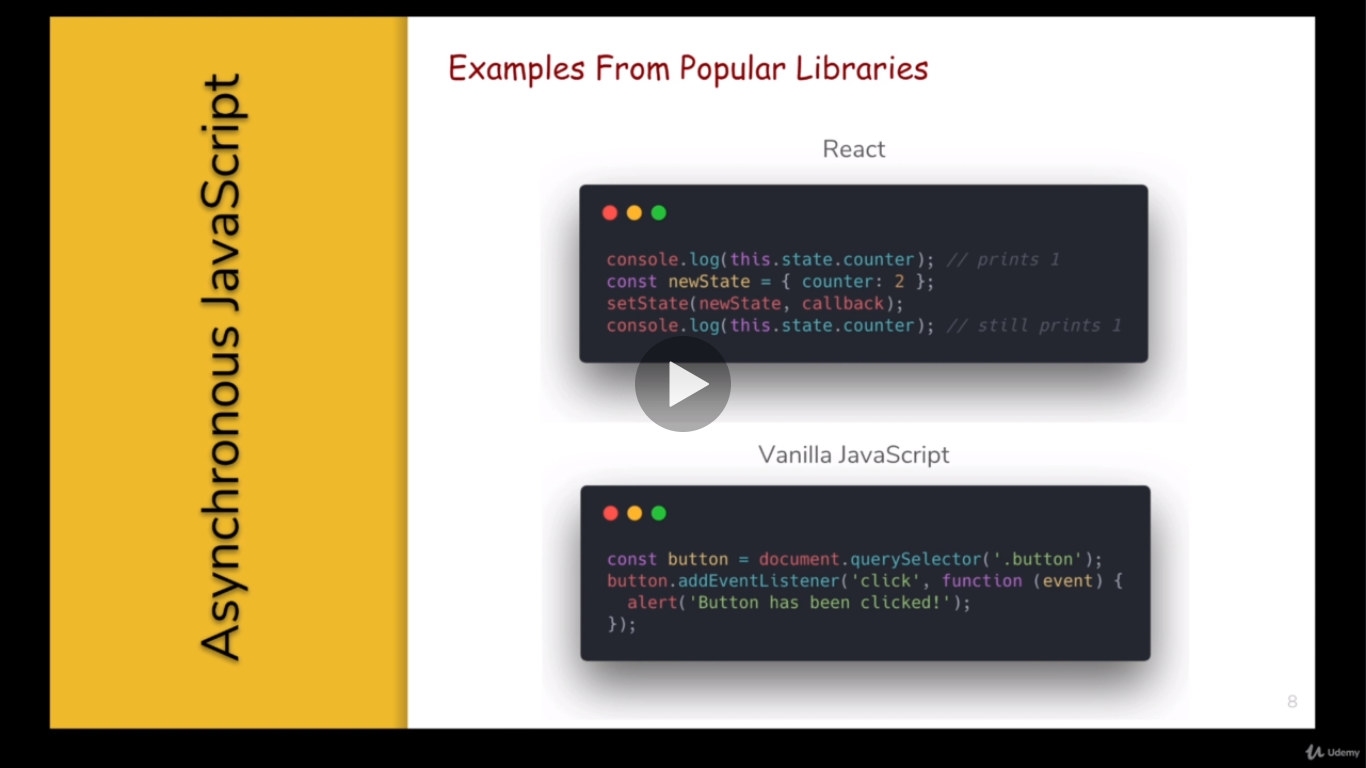 Asynchronous JavaScript
Examples From Popular Libraries
React
console.log(this.state.counter); // prints 1
const newState = { counter: 2 };
setState(newState, callback);
console.log(this.state.counter); // still prints 1
Vanilla JavaScript
const button = document.querySelector('.button');
button.addEventListener('click', function (event) {
  alert('Button has been clicked!');
});
8
Udemy